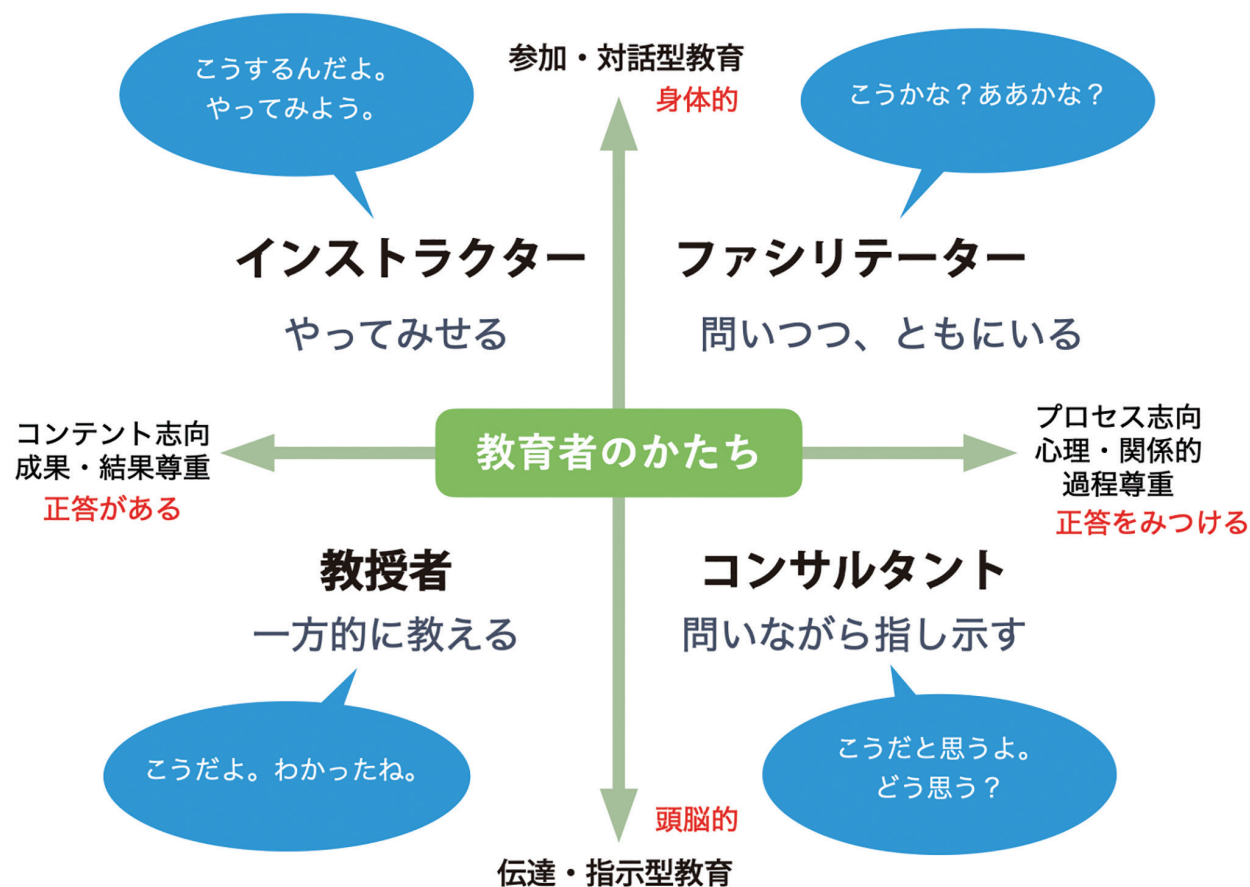 こうするんだよ。
やってみよう。
参加・対話型教育
身体的
こうかな？ああかな？
インストラクター
ファシリテーター
やってみせる
問いつつ、ともにいる
コンテント志向
成果・結果尊重
正答がある
教育者のかたち
プロセス志向
心理・関係的
過程尊重
正答をみつける
教授者
コンサルタント
一方的に教える
問いながら指し示す
こうだよ。わかったね。
こうだと思うよ。
どう思う？
頭脳的
伝達・指示型教育